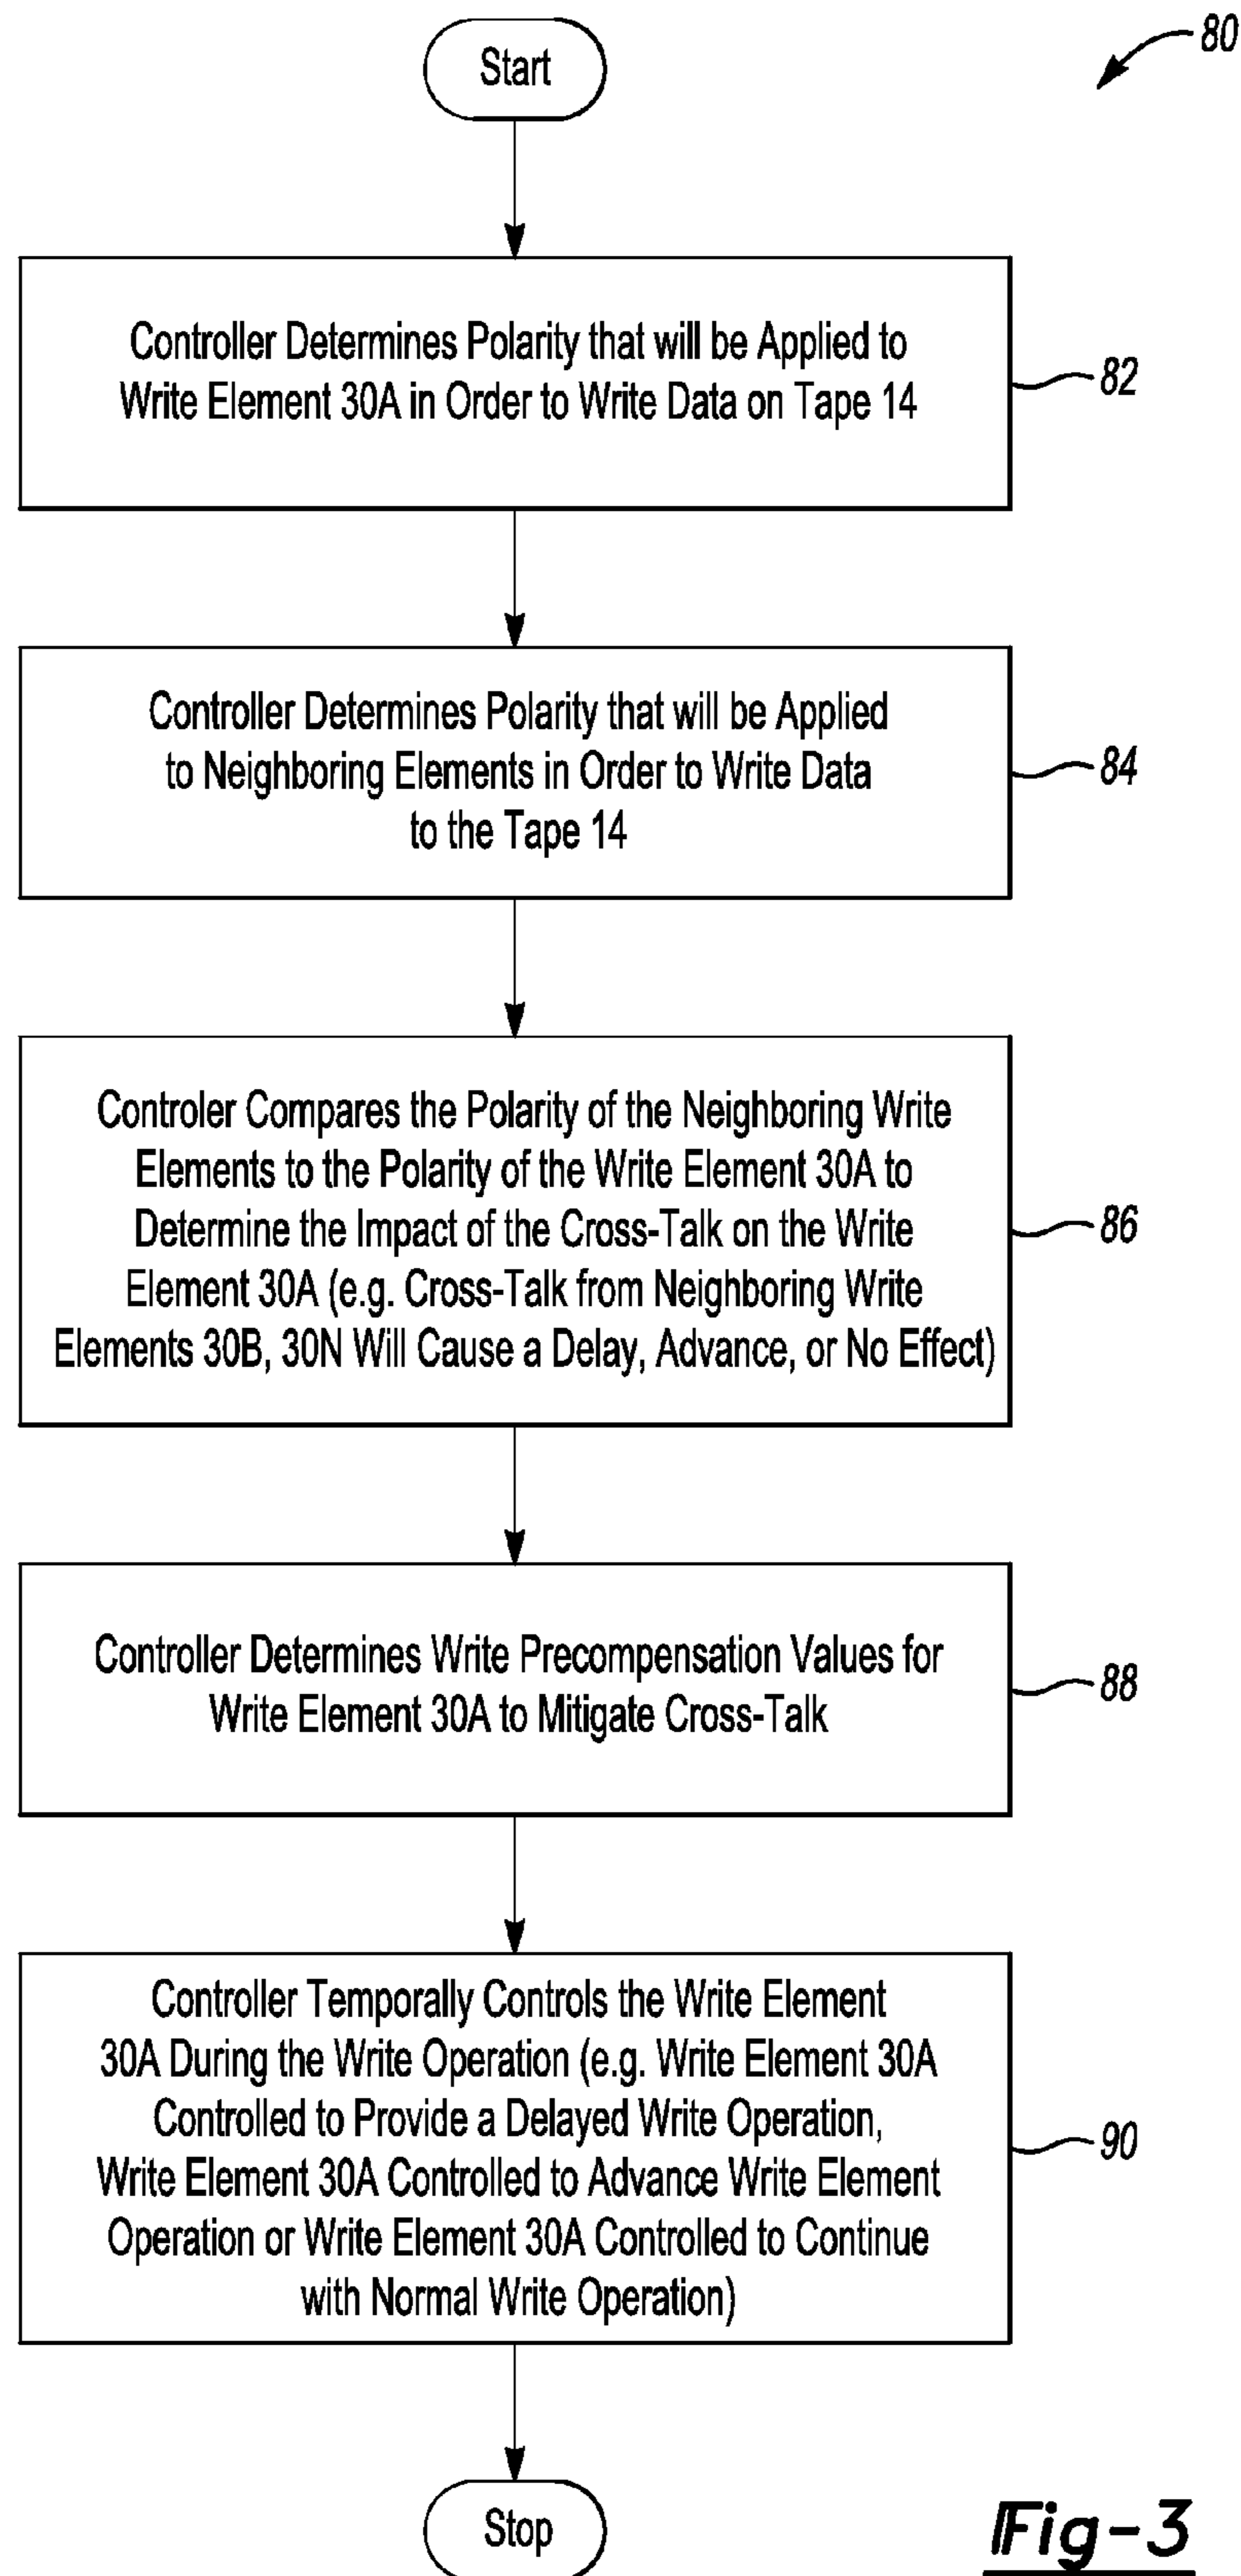 80
Start
Controller Determines Polarity that will be Applied to
Write Element 30A in Order to Write Data on Tape 14
82
Controller Determines Polarity that will be Applied
to Neighboring Elements in Order to Write Data
to the Tape 14
84
Controler Compares the Polarity of the Neighboring Write
Elements to the Polarity of the Write Element 30A to
Determine the Impact of the Cross-Talk on the Write
Element 30A (e.g. Cross-Talk from Neighboring Write
Elements 30B, 30N Will Cause a Delay, Advance, or No Effect)
86
Controller Determines Write Precompensation Values for
Write Element 30A to Mitigate Cross-Talk
88
Controller Temporally Controls the Write Element
30A During the Write Operation (e.g. Write Element 30A
Controlled to Provide a Delayed Write Operation,
Write Element 30A Controlled to Advance Write Element
Operation or Write Element 30A Controlled to Continue
with Normal Write Operation)
90
Stop
Fig-3